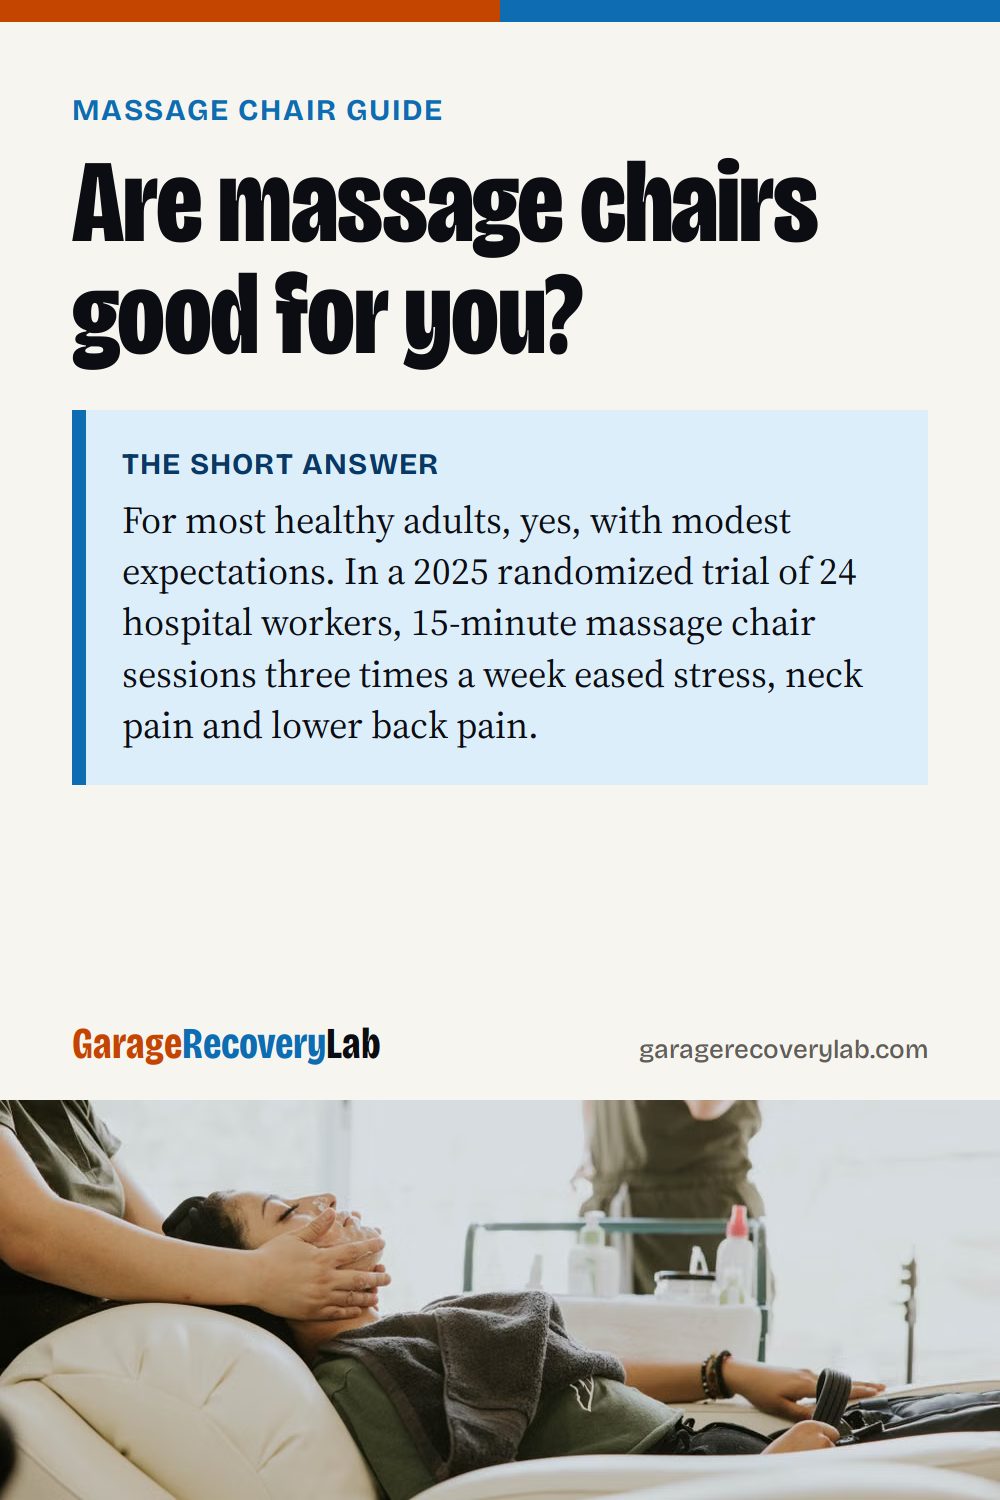 MASSAGE CHAIR GUIDE
Are massage chairs
good for you?
THE SHORT ANSWER
For most healthy adults, yes, with modest
expectations. In a 2025 randomized trial of 24
hospital workers, 15-minute massage chair
sessions three times a week eased stress, neck
pain and lower back pain.
GarageRecoveryLab
garagerecoverylab.com